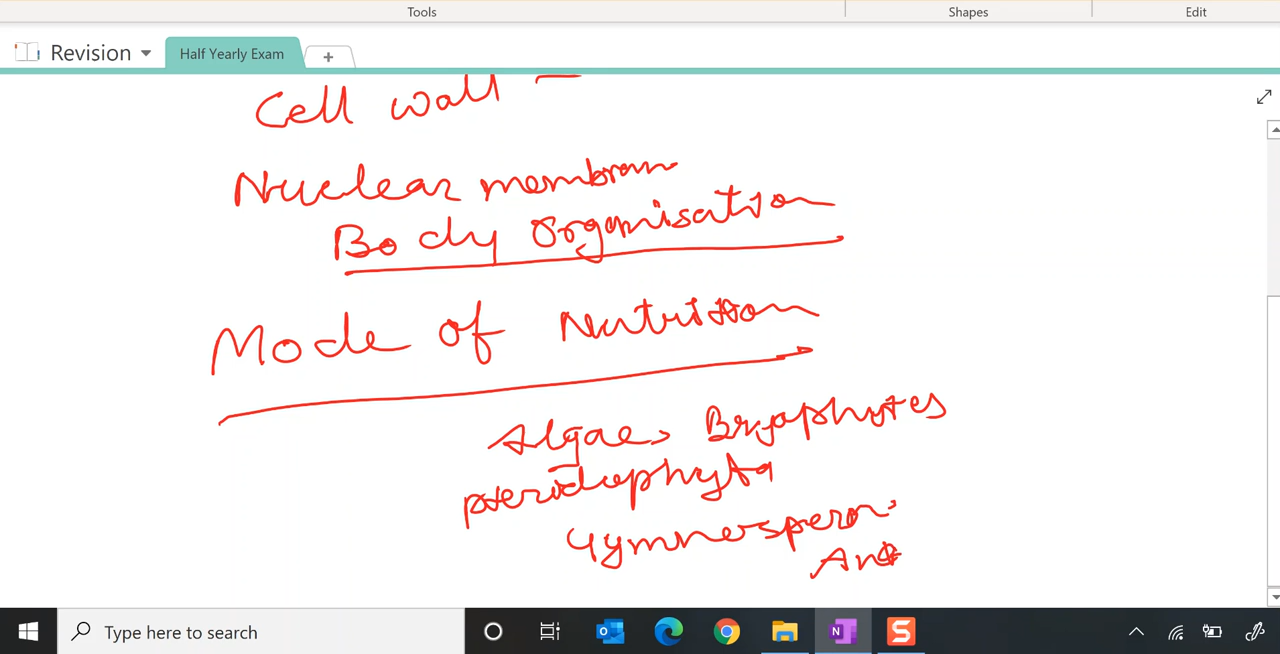 Tools Shapes Edit
Revision Half Yearly Exam +
Cell wall
Nuclear membran
Body Organisation
Mode of Nutrition
Algae, Bryophytes
pteridophyta
Gymnosperm,
An
Type here to search